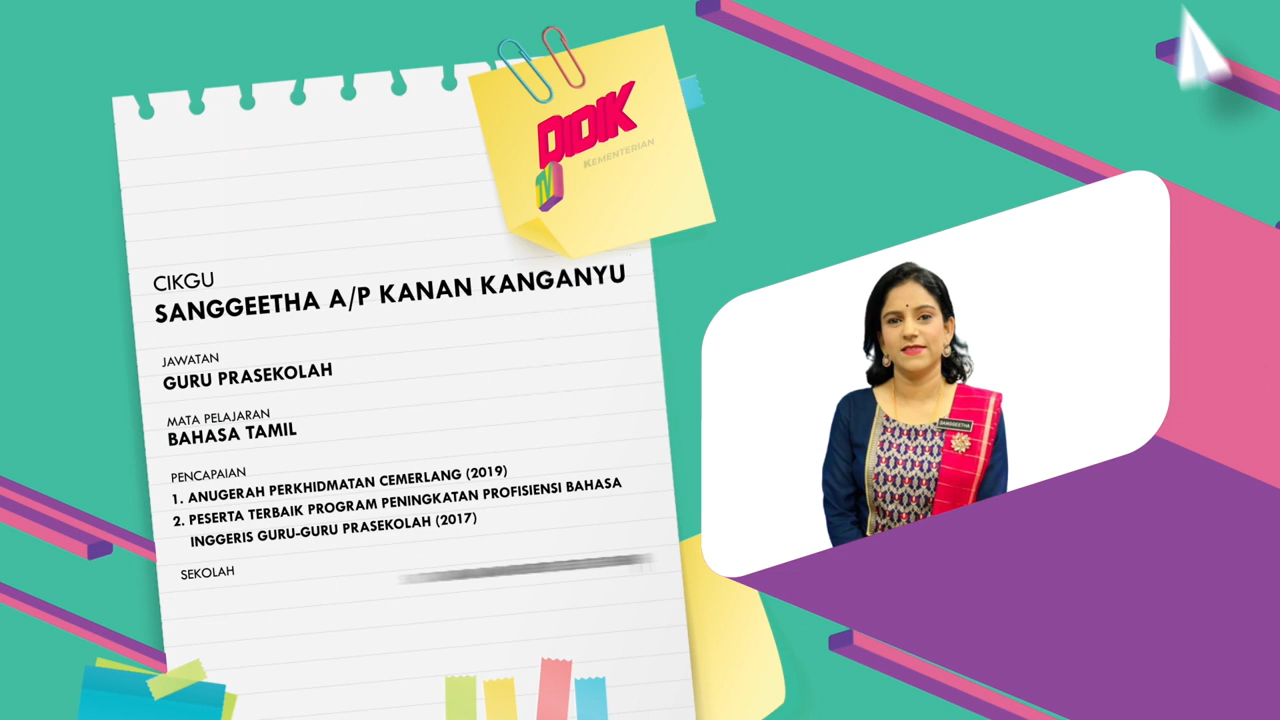 DIDIK
TV
KEMENTERIAN
CIKGU
SANGGEETHA A/P KANAN KANGANYU
JAWATAN
GURU PRASEKOLAH
MATA PELAJARAN
BAHASA TAMIL
PENCAPAIAN
1. ANUGERAH PERKHIDMATAN CEMERLANG (2019)
2. PESERTA TERBAIK PROGRAM PENINGKATAN PROFISIENSI BAHASA
INGGERIS GURU-GURU PRASEKOLAH (2017)
SEKOLAH
SANGGEETHA